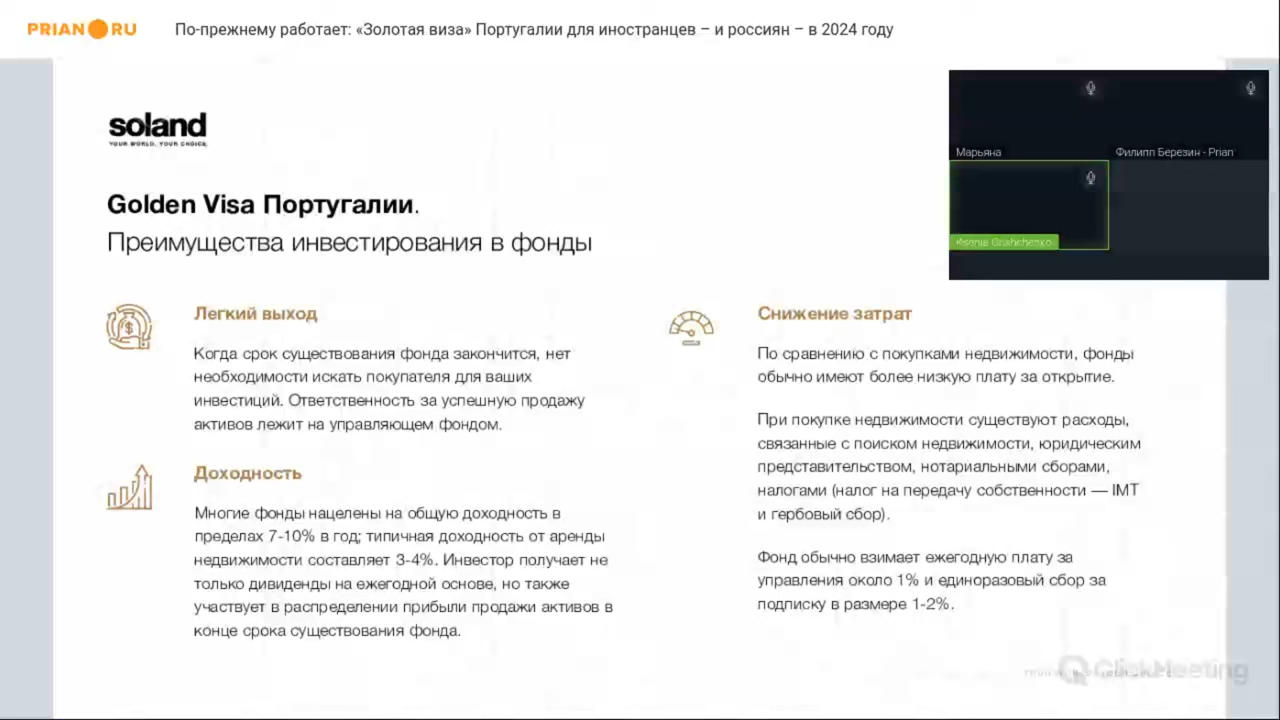 PRIAN RU
По-прежнему работает: «Золотая виза» Португалии для иностранцев – и россиян – в 2024 году
soland
YOUR WORLD. YOUR CHOICE.
Марьяна
Филипп Березин - Prian
Ksenia Grishchenko
Golden Visa Португалии.
Преимущества инвестирования в фонды
Легкий выход
Когда срок существования фонда закончится, нет
необходимости искать покупателя для ваших
инвестиций. Ответственность за успешную продажу
активов лежит на управляющем фондом.
Доходность
Многие фонды нацелены на общую доходность в
пределах 7-10% в год; типичная доходность от аренды
недвижимости составляет 3-4%. Инвестор получает не
только дивиденды на ежегодной основе, но также
участвует в распределении прибыли продажи активов в
конце срока существования фонда.
Снижение затрат
По сравнению с покупками недвижимости, фонды
обычно имеют более низкую плату за открытие.
При покупке недвижимости существуют расходы,
связанные с поиском недвижимости, юридическим
представительством, нотариальными сборами,
налогами (налог на передачу собственности — IMT
и гербовый сбор).
Фонд обычно взимает ежегодную плату за
управления около 1% и единоразовый сбор за
подписку в размере 1-2%.
ClickMeeting